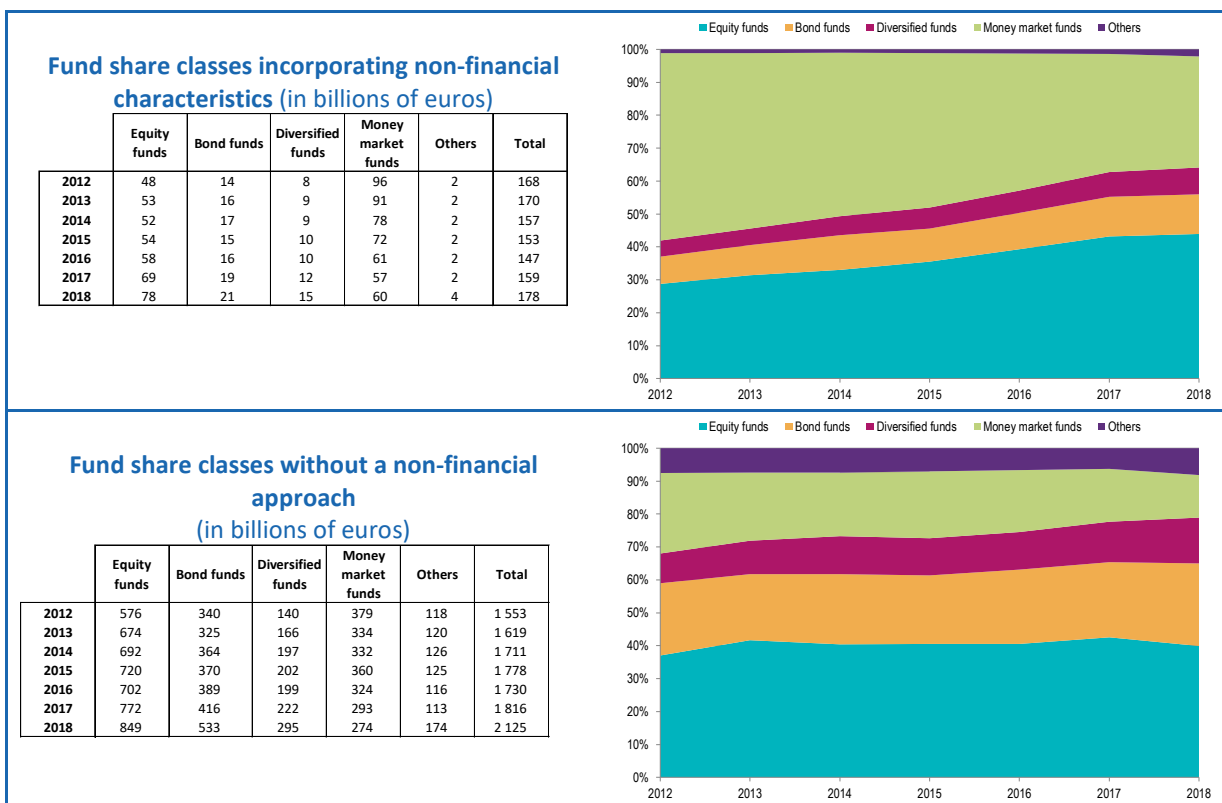 Fund share classes incorporating non-financial
characteristics (in billions of euros)
Equity funds Bond funds Diversified funds Money market funds Others Total
2012 48 14 8 96 2 168
2013 53 16 9 91 2 170
2014 52 17 9 78 2 157
2015 54 15 10 72 2 153
2016 58 16 10 61 2 147
2017 69 19 12 57 2 159
2018 78 21 15 60 4 178
Equity funds Bond funds Diversified funds Money market funds Others
100%
90%
80%
70%
60%
50%
40%
30%
20%
10%
0%
2012 2013 2014 2015 2016 2017 2018
Fund share classes without a non-financial
approach
(in billions of euros)
Equity funds Bond funds Diversified funds Money market funds Others Total
2012 576 340 140 379 118 1 553
2013 674 325 166 334 120 1 619
2014 692 364 197 332 126 1 711
2015 720 370 202 360 125 1 778
2016 702 389 199 324 116 1 730
2017 772 416 222 293 113 1 816
2018 849 533 295 274 174 2 125
Equity funds Bond funds Diversified funds Money market funds Others
100%
90%
80%
70%
60%
50%
40%
30%
20%
10%
0%
2012 2013 2014 2015 2016 2017 2018